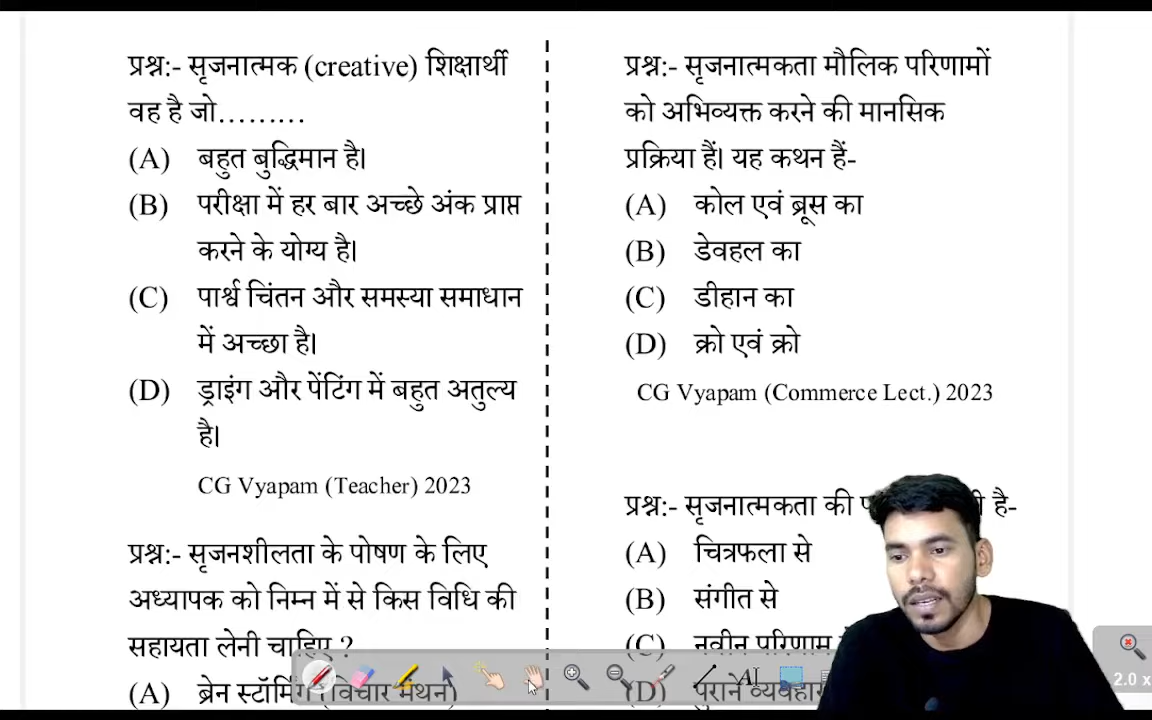 प्रश्न:- सृजनात्मक (creative) शिक्षार्थी
वह है जो.........
(A) बहुत बुद्धिमान है।
(B) परीक्षा में हर बार अच्छे अंक प्राप्त
करने के योग्य है।
(C) पार्श्व चिंतन और समस्या समाधान
में अच्छा है।
(D) ड्राइंग और पेंटिंग में बहुत अतुल्य
है।
CG Vyapam (Teacher) 2023
प्रश्न:- सृजनशीलता के पोषण के लिए
अध्यापक को निम्न में से किस विधि की
सहायता लेनी चाहिए ?
(A) ब्रेन स्टॉर्मिंग (विचार मंथन)
प्रश्न:- सृजनात्मकता मौलिक परिणामों
को अभिव्यक्त करने की मानसिक
प्रक्रिया हैं। यह कथन हैं-
(A) कोल एवं ब्रूस का
(B) डेवहल का
(C) डीहान का
(D) क्रो एवं क्रो
CG Vyapam (Commerce Lect.) 2023
प्रश्न:- सृजनात्मकता की है-
(A) चित्रफला से
(B) संगीत से
(C) नवीन परिणाम
(D) पुराने
2.0 x